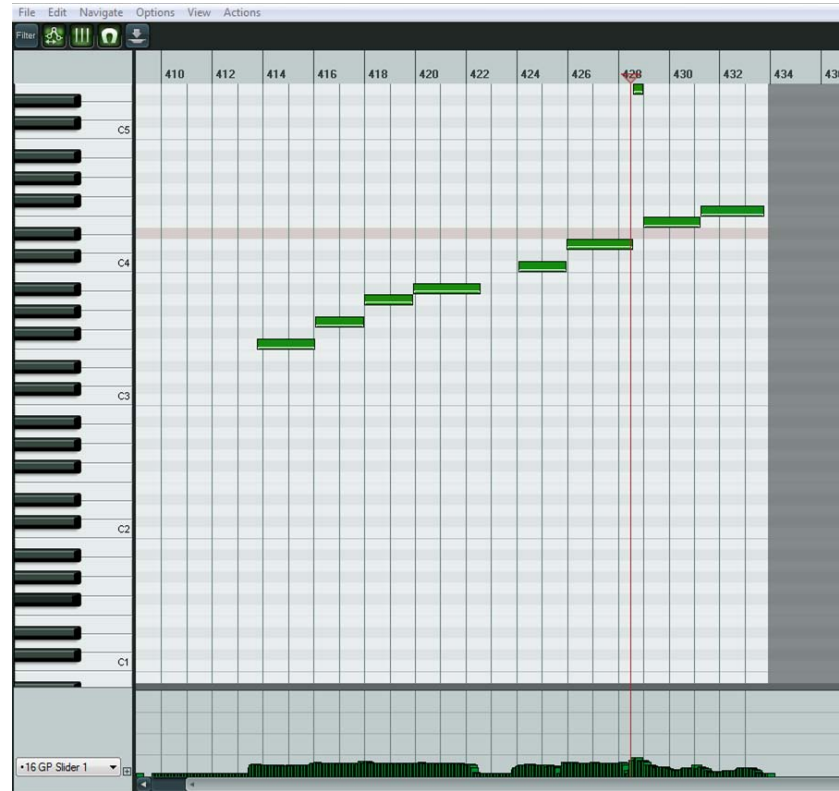 File Edit Navigate Options View Actions
Filter
410 412 414 416 418 420 422 424 426 428 430 432 434 43
C5
C4
C3
C2
C1
•16 GP Slider 1